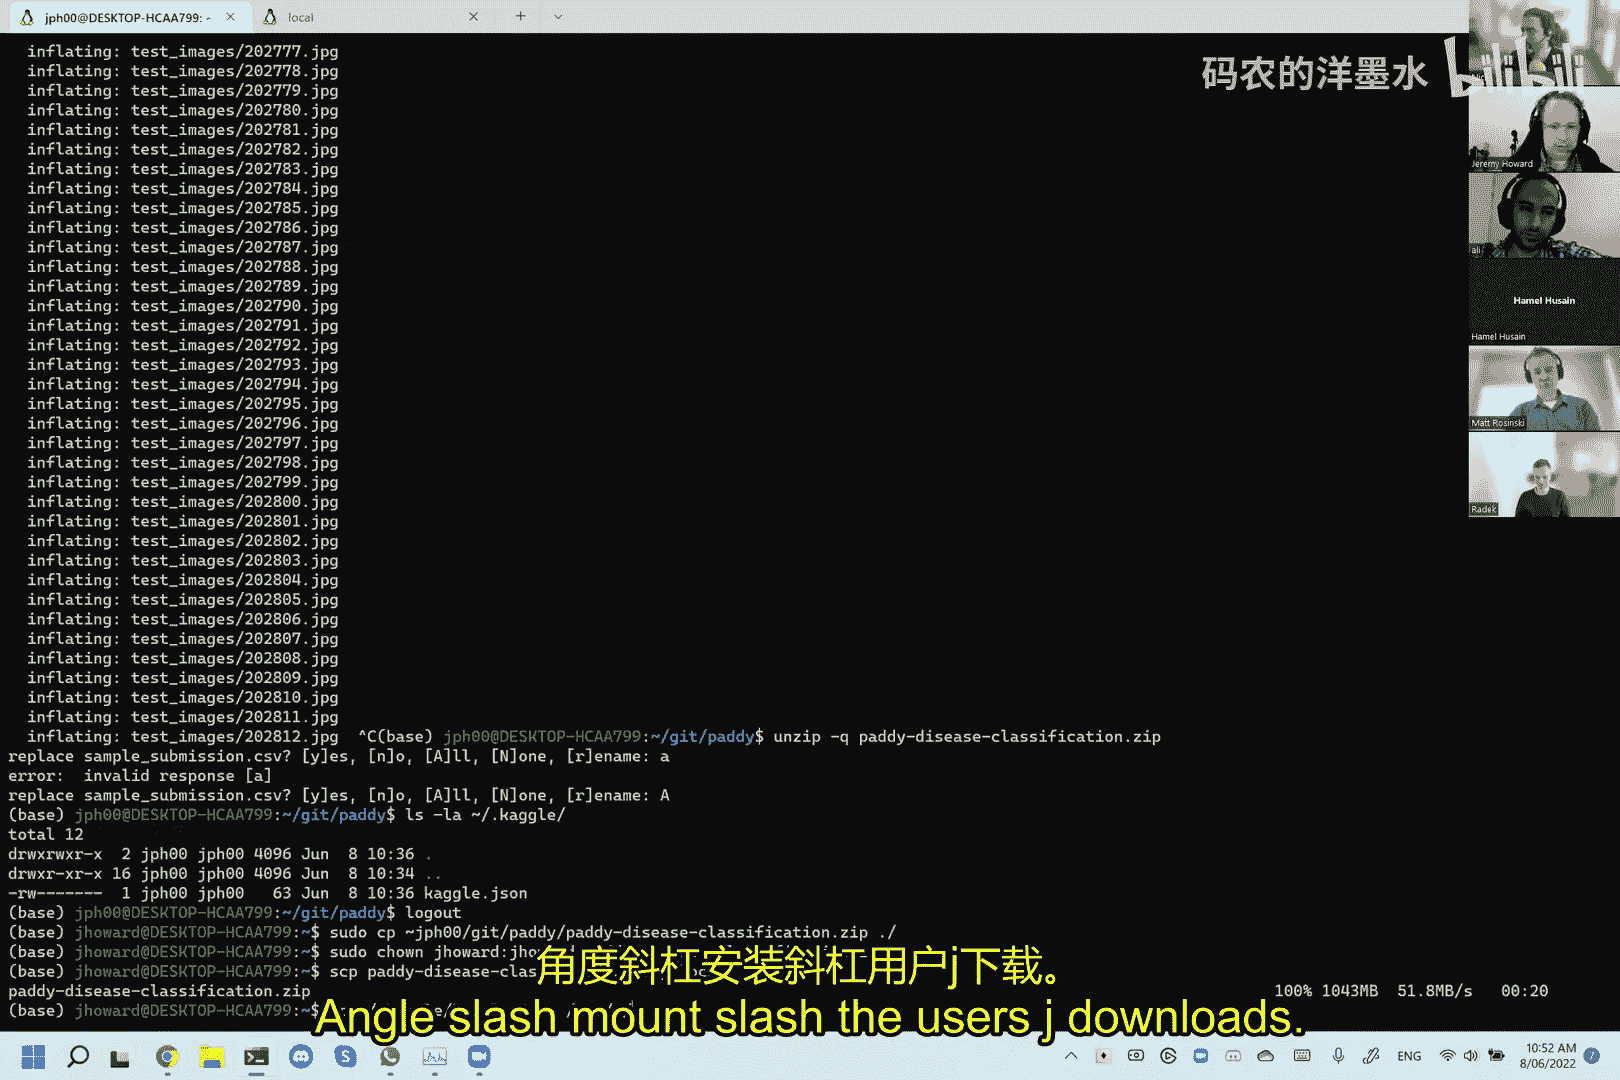 jph00@DESKTOP-HCAA799: ~
local
inflating: test_images/202777.jpg
inflating: test_images/202778.jpg
inflating: test_images/202779.jpg
inflating: test_images/202780.jpg
inflating: test_images/202781.jpg
inflating: test_images/202782.jpg
inflating: test_images/202783.jpg
inflating: test_images/202784.jpg
inflating: test_images/202785.jpg
inflating: test_images/202786.jpg
inflating: test_images/202787.jpg
inflating: test_images/202788.jpg
inflating: test_images/202789.jpg
inflating: test_images/202790.jpg
inflating: test_images/202791.jpg
inflating: test_images/202792.jpg
inflating: test_images/202793.jpg
inflating: test_images/202794.jpg
inflating: test_images/202795.jpg
inflating: test_images/202796.jpg
inflating: test_images/202797.jpg
inflating: test_images/202798.jpg
inflating: test_images/202799.jpg
inflating: test_images/202800.jpg
inflating: test_images/202801.jpg
inflating: test_images/202802.jpg
inflating: test_images/202803.jpg
inflating: test_images/202804.jpg
inflating: test_images/202805.jpg
inflating: test_images/202806.jpg
inflating: test_images/202807.jpg
inflating: test_images/202808.jpg
inflating: test_images/202809.jpg
inflating: test_images/202810.jpg
inflating: test_images/202811.jpg
inflating: test_images/202812.jpg  ^C(base) jph00@DESKTOP-HCAA799:~/git/paddy$ unzip -q paddy-disease-classification.zip
replace sample_submission.csv? [y]es, [n]o, [A]ll, [N]one, [r]ename: a
error:  invalid response [a]
replace sample_submission.csv? [y]es, [n]o, [A]ll, [N]one, [r]ename: A
(base) jph00@DESKTOP-HCAA799:~/git/paddy$ ls -la ~/.kaggle/
total 12
drwxrwxr-x  2 jph00 jph00 4096 Jun  8 10:36 .
drwxr-xr-x 16 jph00 jph00 4096 Jun  8 10:34 ..
-rw-------  1 jph00 jph00   63 Jun  8 10:36 kaggle.json
(base) jph00@DESKTOP-HCAA799:~/git/paddy$ logout
(base) jhoward@DESKTOP-HCAA799:~$ sudo cp ~jph00/git/paddy/paddy-disease-classification.zip ./
(base) jhoward@DESKTOP-HCAA799:~$ sudo chown jhoward:jho
(base) jhoward@DESKTOP-HCAA799:~$ scp paddy-disease-clas
paddy-disease-classification.zip 100% 1043MB  51.8MB/s   00:20
(base) jhoward@DESKTOP-HCAA799:~$
角度斜杠安装斜杠用户j下载。
Angle slash mount slash the users j downloads.
码农的洋墨水 bilibili
Jeremy Howard
ali
Hamel Husain
Hamel Husain
Matt Rosinski
Radek
ENG
10:52 AM
8/06/2022
7